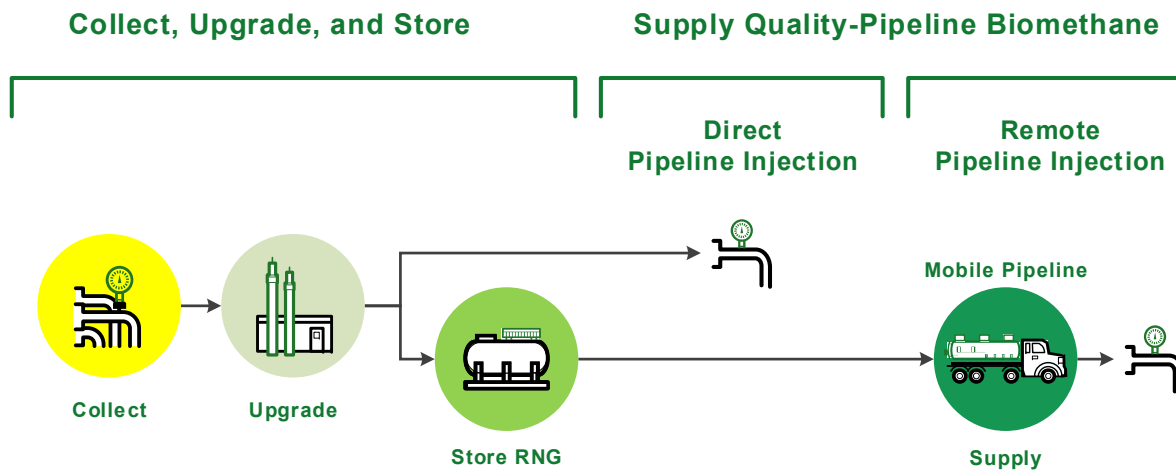 Collect, Upgrade, and Store
Supply Quality-Pipeline Biomethane
Direct
Pipeline Injection
Remote
Pipeline Injection
Mobile Pipeline
Collect
Upgrade
Store RNG
Supply